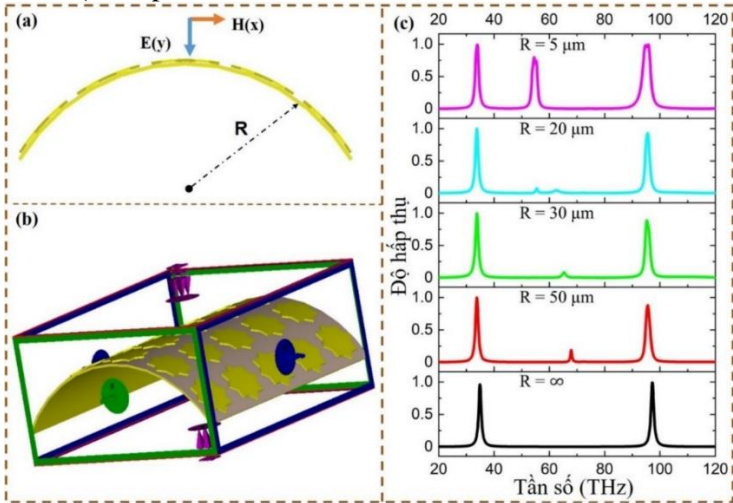 (a)
E(y)
H(x)
R
(b)
(c)
20 40 60 80 100 120
R = 5 μm
1.0
0.5
0
R = 20 μm
1.0
0.5
0
R = 30 μm
1.0
0.5
0
R = 50 μm
1.0
0.5
0
R = ∞
1.0
0.5
0
Độ hấp thụ
20 40 60 80 100 120
Tần số (THz)